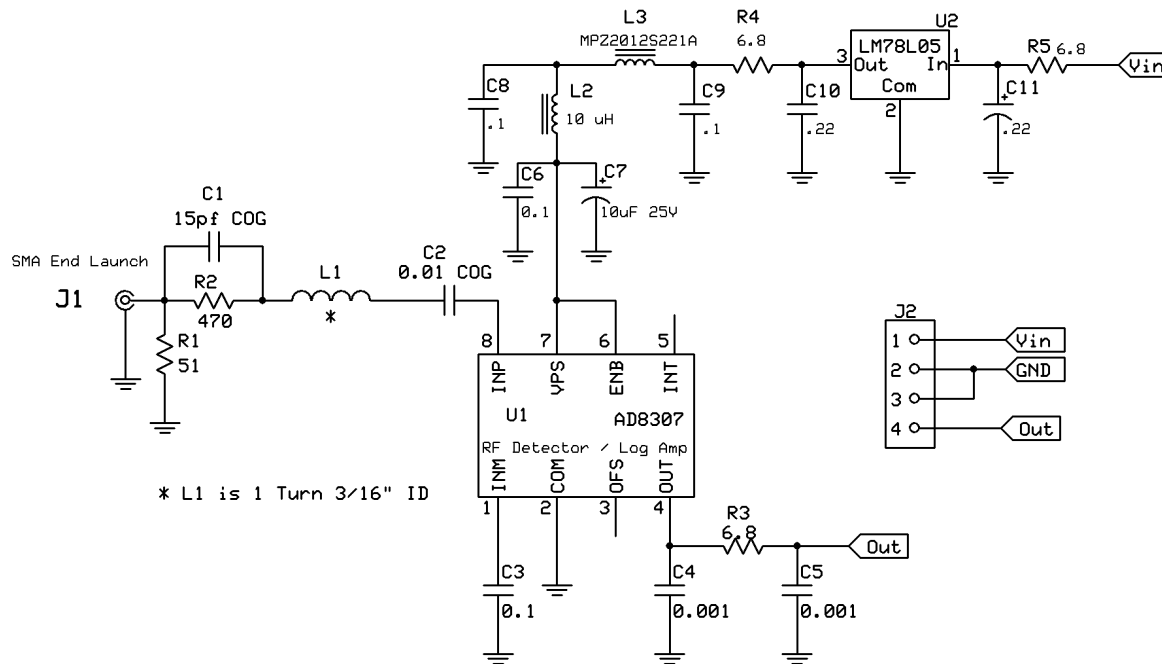 L3
MPZ2012S221A
R4
6.8
U2
LM78L05
3
Out
In
1
Com
2
R5 6.8
Vin
C8
.1
L2
10 uH
C9
.1
C10
.22
C11
+
.22
C6
0.1
+
C7
10uF 25V
C1
15pf COG
SMA End Launch
J1
R2
470
R1
51
L1
*
C2
0.01 COG
8
7
6
5
INP
VPS
ENB
INT
U1
AD8307
RF Detector / Log Amp
INM
COM
OFS
OUT
1
2
3
4
J2
1
Vin
2
GND
3
4
Out
* L1 is 1 Turn 3/16" ID
R3
6.8
Out
C3
0.1
C4
0.001
C5
0.001